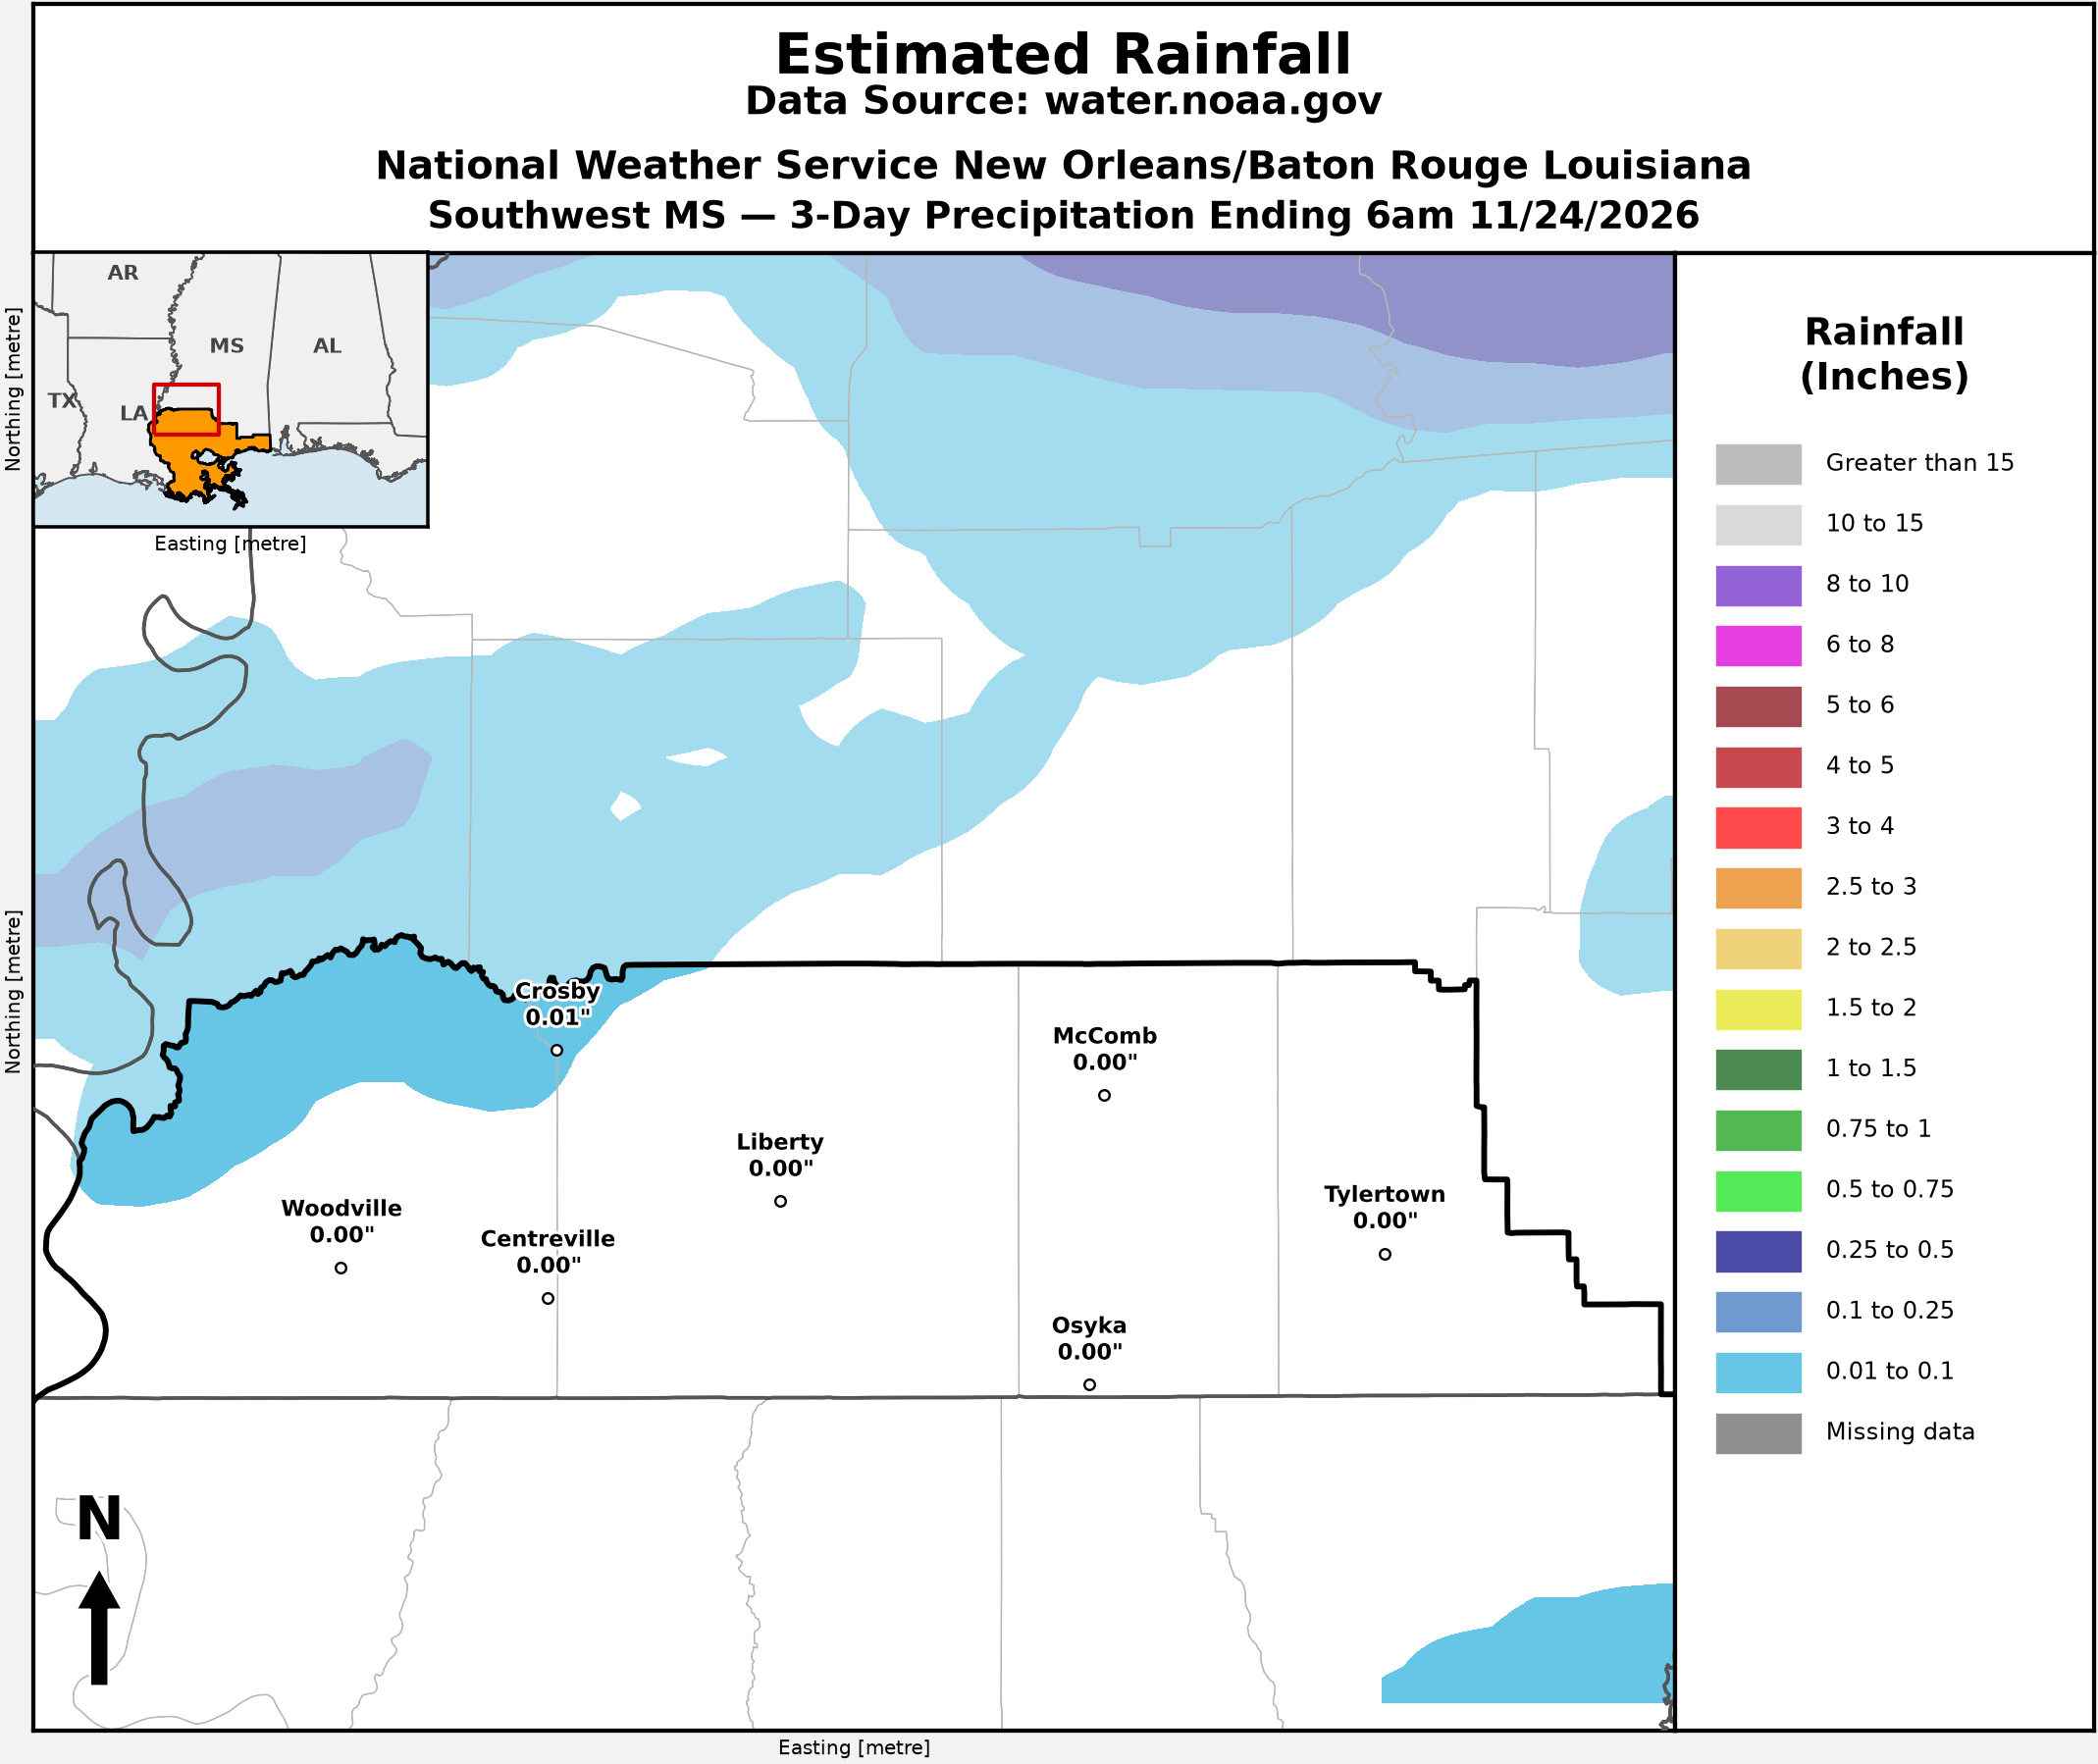 Estimated Rainfall
Data Source: water.noaa.gov
National Weather Service New Orleans/Baton Rouge Louisiana
Southwest MS — 3-Day Precipitation Ending 6am 11/24/2026
AR
MS
AL
TX
LA
Easting [metre]
Northing [metre]
Northing [metre]
Crosby
0.01"
McComb
0.00"
Liberty
0.00"
Woodville
0.00"
Centreville
0.00"
Tylertown
0.00"
Osyka
0.00"
N
Easting [metre]
Rainfall
(Inches)
Greater than 15
10 to 15
8 to 10
6 to 8
5 to 6
4 to 5
3 to 4
2.5 to 3
2 to 2.5
1.5 to 2
1 to 1.5
0.75 to 1
0.5 to 0.75
0.25 to 0.5
0.1 to 0.25
0.01 to 0.1
Missing data